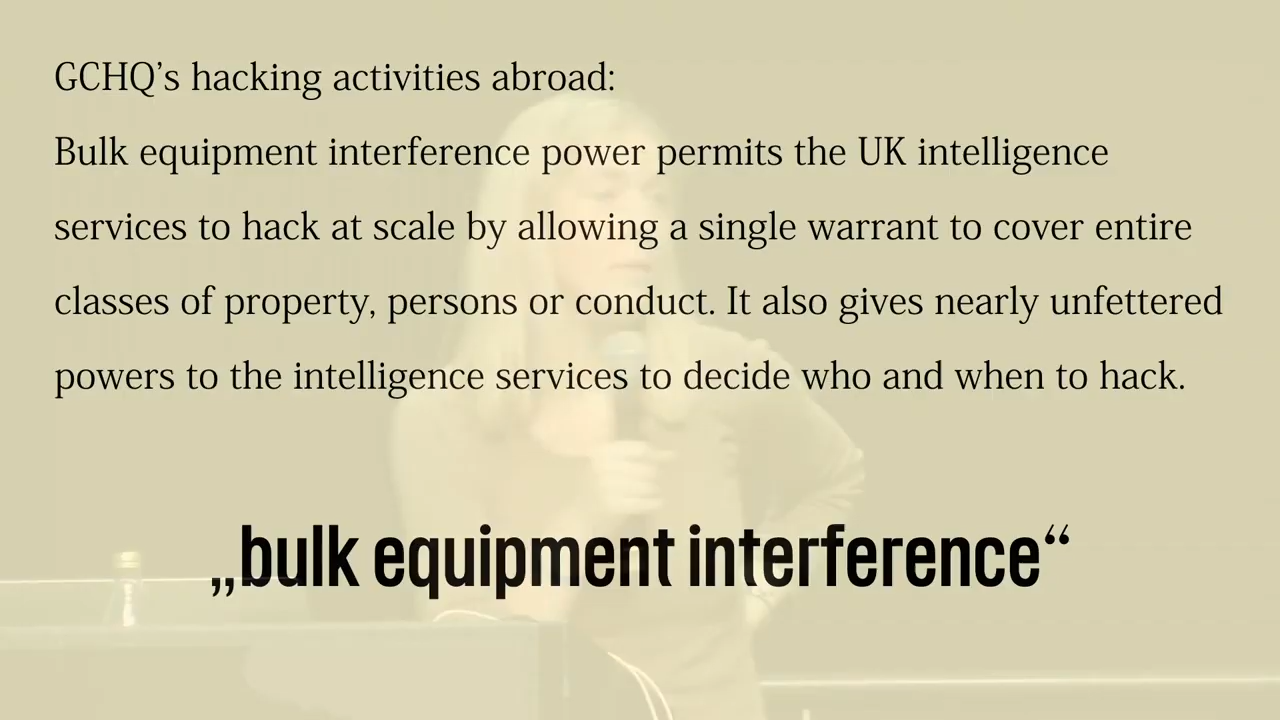 GCHQ’s hacking activities abroad:
Bulk equipment interference power permits the UK intelligence
services to hack at scale by allowing a single warrant to cover entire
classes of property, persons or conduct. It also gives nearly unfettered
powers to the intelligence services to decide who and when to hack.
„bulk equipment interference“